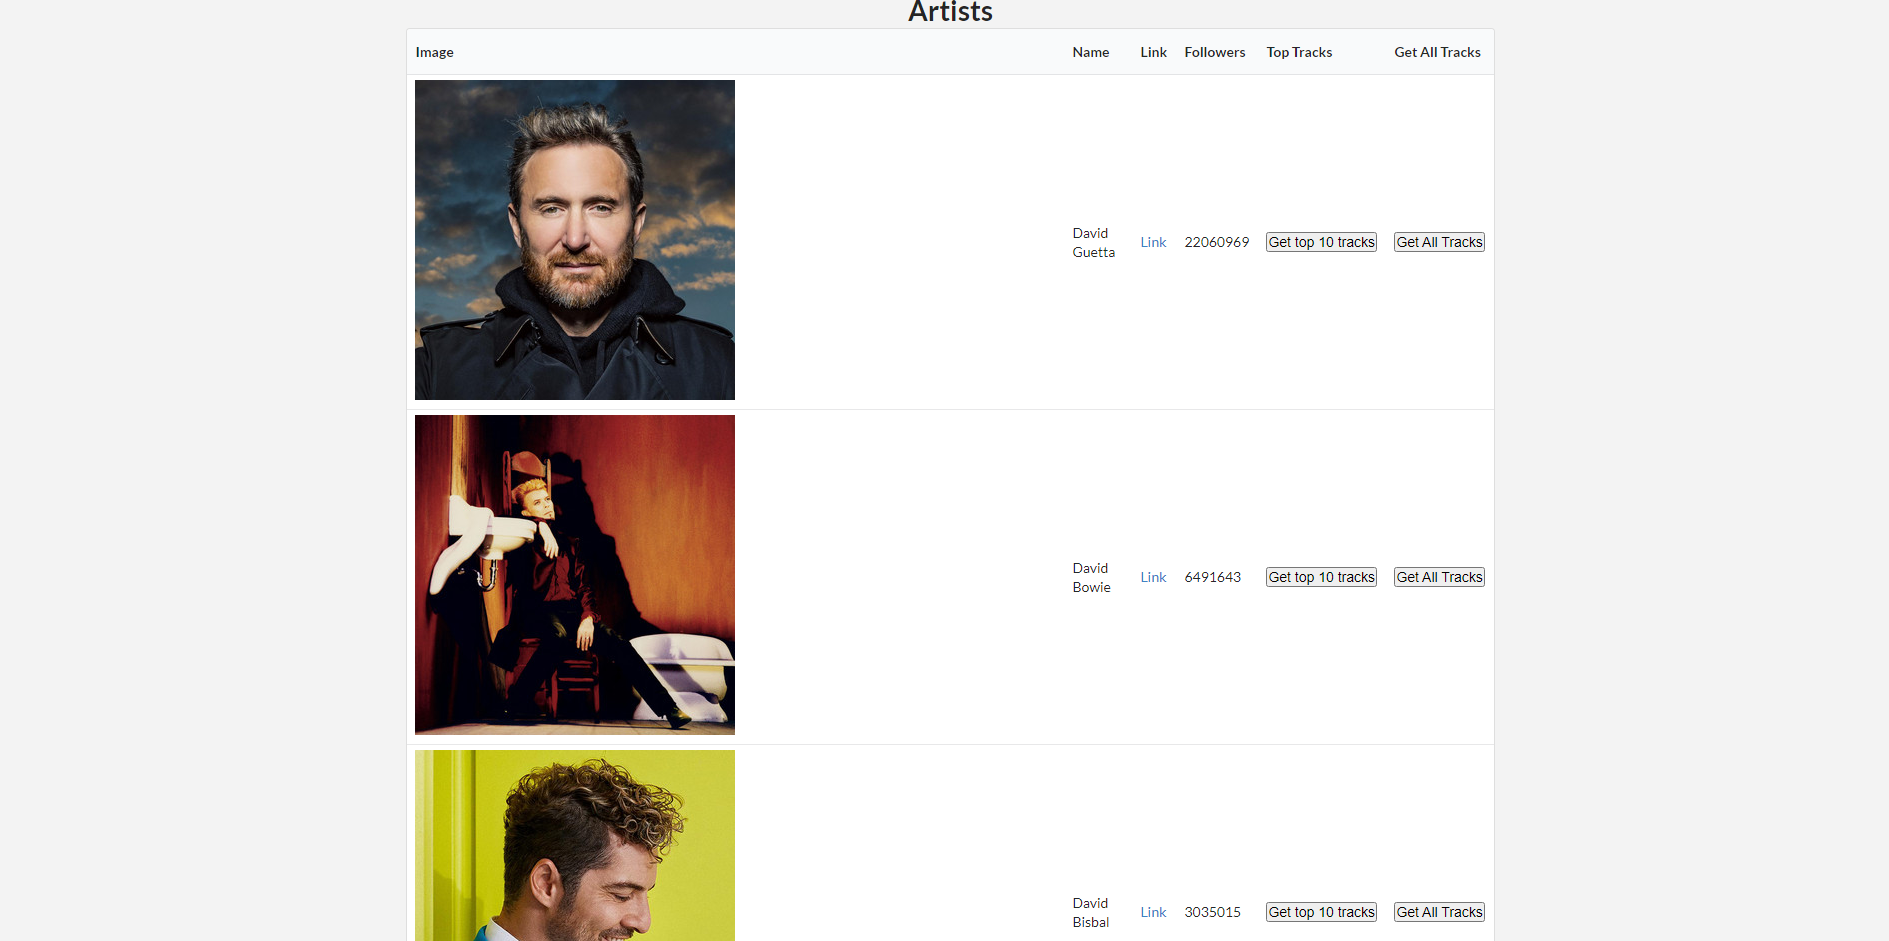 Artists
Image Name Link Followers Top Tracks Get All Tracks
David
Guetta
Link 22060969 Get top 10 tracks Get All Tracks
David
Bowie
Link 6491643 Get top 10 tracks Get All Tracks
David
Bisbal
Link 3035015 Get top 10 tracks Get All Tracks